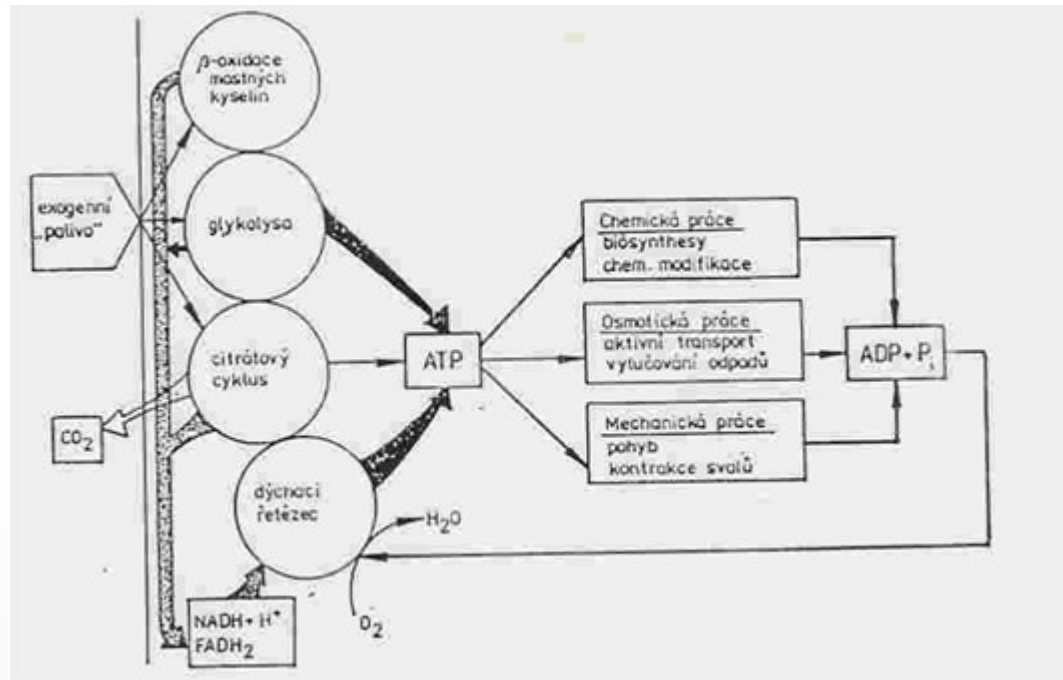 β-oxidace
mastných
kyselin
exogenní
„palivo"
glykolysa
citrátový
cyklus
CO₂
dýchací
řetězec
NADH + H⁺
FADH₂
H₂O
O₂
ATP
Chemická práce
biosynthesy
chem. modifikace
Osmotická práce
aktivní transport
vylučování odpadů
Mechanická práce
pohyb
kontrakce svalů
ADP + Pᵢ